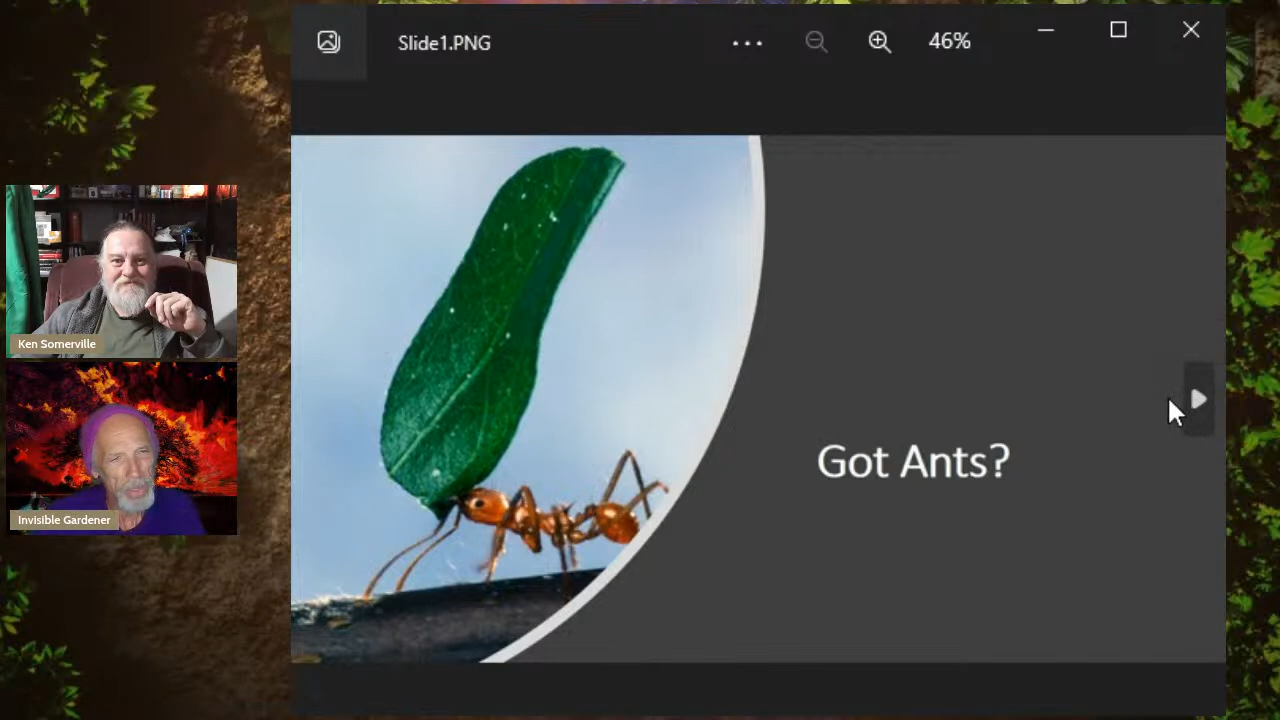 Slide1.PNG
46%
Ken Somerville
Invisible Gardener
Got Ants?